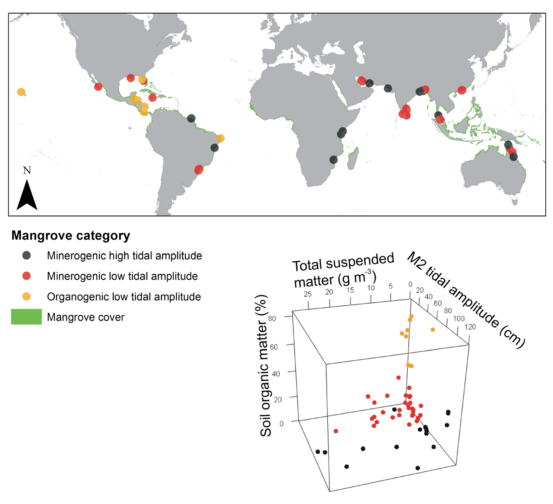 N
Mangrove category
Minerogenic high tidal amplitude
Minerogenic low tidal amplitude
Organogenic low tidal amplitude
Mangrove cover
Total suspended
matter (g m⁻³)
25 20 15 10 5 0
M2 tidal amplitude (cm)
0 20 40 60 80 100 120
Soil organic matter (%)
80
60
40
20
0